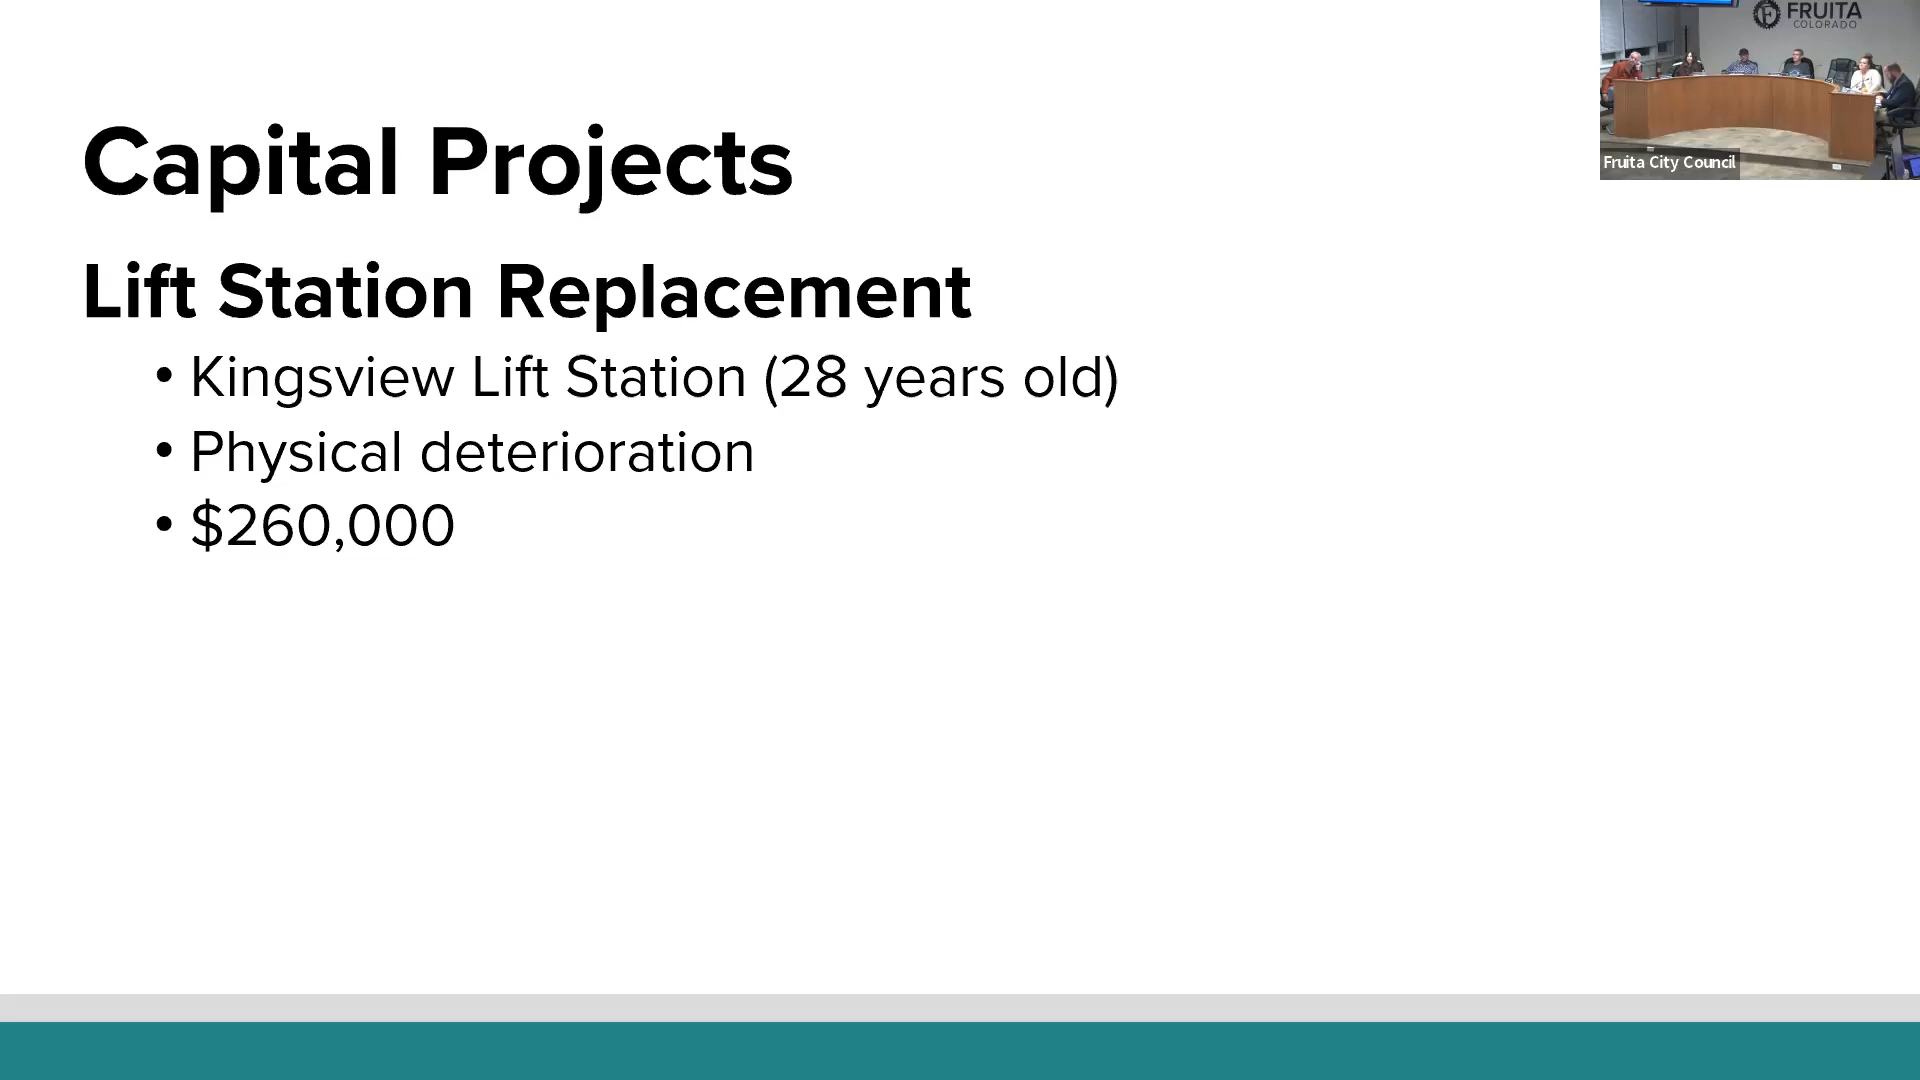 Capital Projects
Lift Station Replacement
• Kingsview Lift Station (28 years old)
• Physical deterioration
• $260,000
FRUITA
COLORADO
Fruita City Council